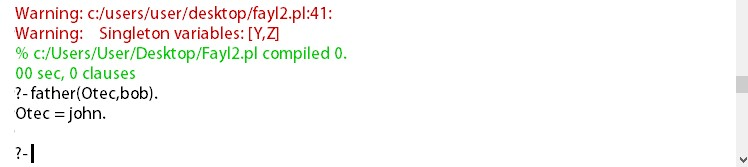 Warning: c:/users/user/desktop/fayl2.pl:41:
Warning:    Singleton variables: [Y,Z]
% c:/Users/User/Desktop/Fayl2.pl compiled 0.
00 sec, 0 clauses
?- father(Otec,bob).
Otec = john.
?-